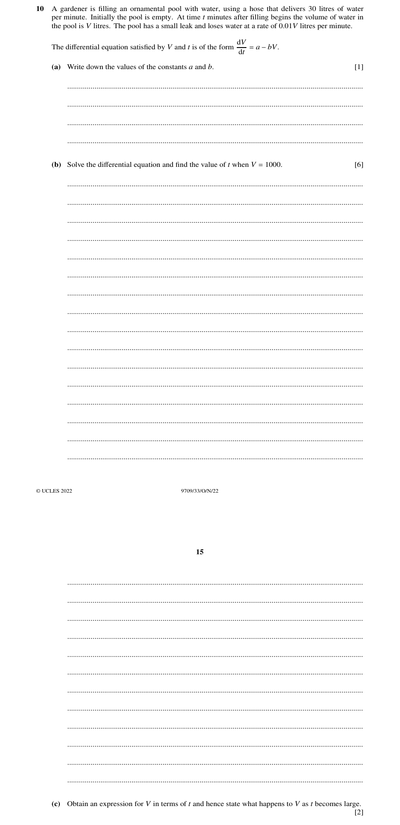 10 A gardener is filling an ornamental pool with water, using a hose that delivers 30 litres of water
per minute. Initially the pool is empty. At time t minutes after filling begins the volume of water in
the pool is V litres. The pool has a small leak and loses water at a rate of 0.01V litres per minute.
The differential equation satisfied by V and t is of the form dV/dt = a − bV.
(a) Write down the values of the constants a and b. [1]
(b) Solve the differential equation and find the value of t when V = 1000. [6]
© UCLES 2022 9709/33/O/N/22
15
(c) Obtain an expression for V in terms of t and hence state what happens to V as t becomes large.
[2]